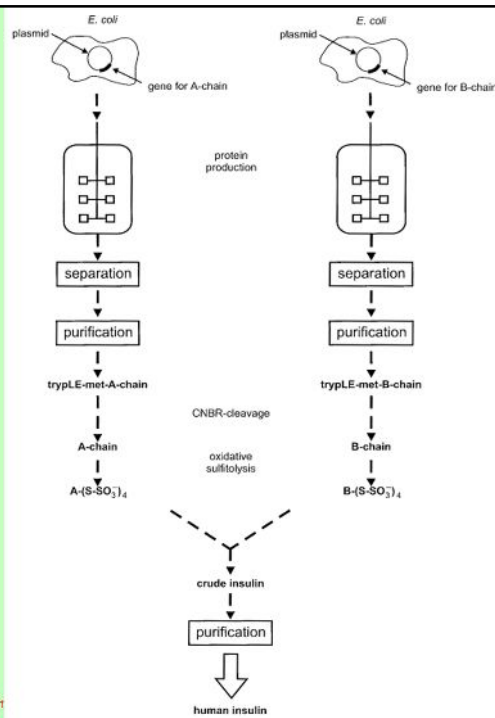 E. coli
plasmid
gene for A-chain
E. coli
plasmid
gene for B-chain
protein
production
separation
separation
purification
purification
trypLE-met-A-chain
trypLE-met-B-chain
CNBR-cleavage
A-chain
B-chain
oxidative
sulfitolysis
A-(S-SO₃⁻)₄
B-(S-SO₃⁻)₄
crude insulin
purification
human insulin